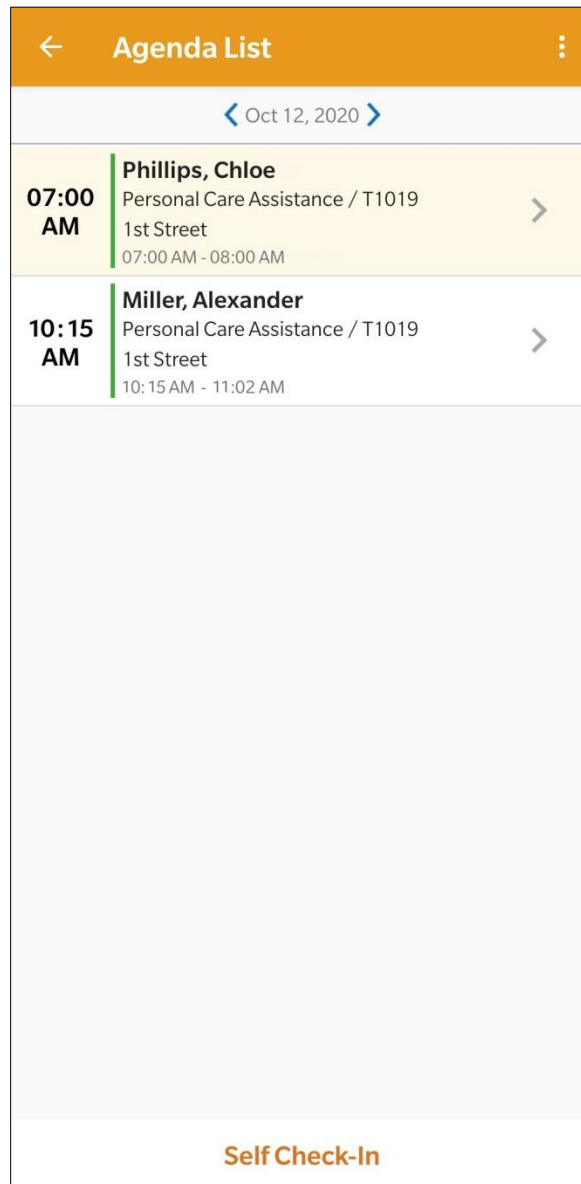 Agenda List
Oct 12, 2020
07:00
AM
Phillips, Chloe
Personal Care Assistance / T1019
1st Street
07:00 AM - 08:00 AM
10:15
AM
Miller, Alexander
Personal Care Assistance / T1019
1st Street
10:15 AM - 11:02 AM
Self Check-In